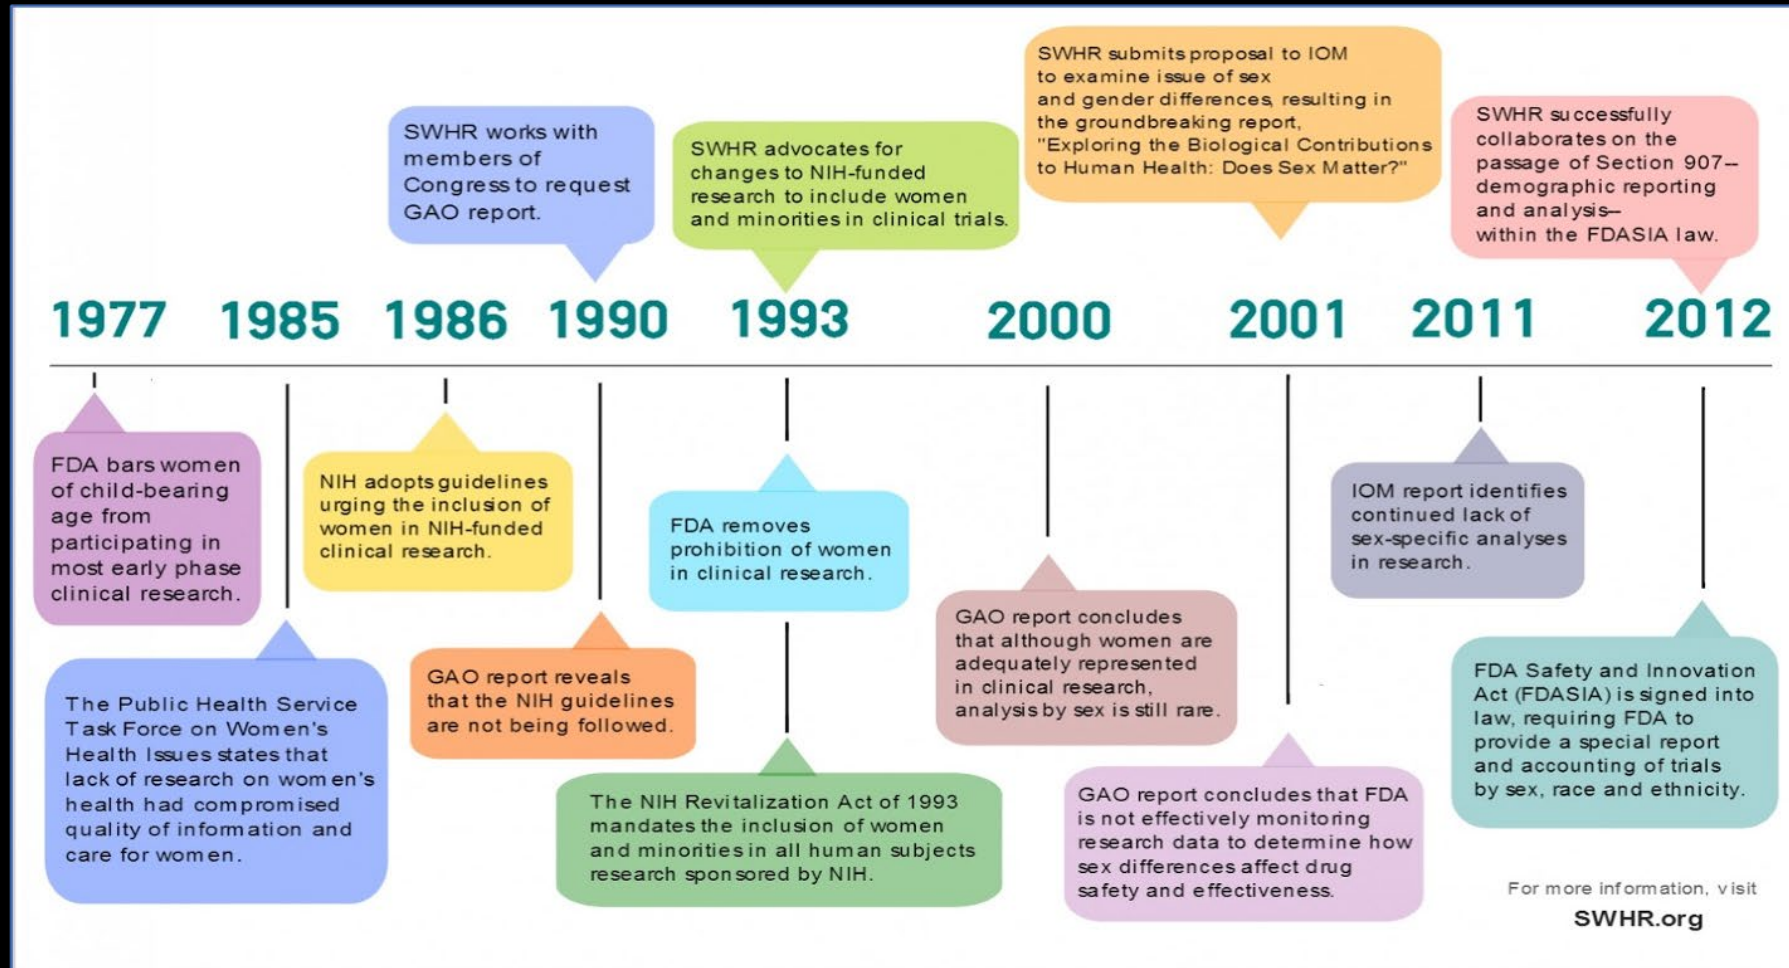 SWHR works with
members of
Congress to request
GAO report.
SWHR advocates for
changes to NIH-funded
research to include women
and minorities in clinical trials.
SWHR submits proposal to IOM
to examine issue of sex
and gender differences, resulting in
the groundbreaking report,
"Exploring the Biological Contributions
to Human Health: Does Sex Matter?"
SWHR successfully
collaborates on the
passage of Section 907--
demographic reporting
and analysis--
within the FDASIA law.
1977 1985 1986 1990 1993 2000 2001 2011 2012
FDA bars women
of child-bearing
age from
participating in
most early phase
clinical research.
The Public Health Service
Task Force on Women's
Health Issues states that
lack of research on women's
health had compromised
quality of information and
care for women.
NIH adopts guidelines
urging the inclusion of
women in NIH-funded
clinical research.
GAO report reveals
that the NIH guidelines
are not being followed.
FDA removes
prohibition of women
in clinical research.
The NIH Revitalization Act of 1993
mandates the inclusion of women
and minorities in all human subjects
research sponsored by NIH.
GAO report concludes
that although women are
adequately represented
in clinical research,
analysis by sex is still rare.
GAO report concludes that FDA
is not effectively monitoring
research data to determine how
sex differences affect drug
safety and effectiveness.
IOM report identifies
continued lack of
sex-specific analyses
in research.
FDA Safety and Innovation
Act (FDASIA) is signed into
law, requiring FDA to
provide a special report
and accounting of trials
by sex, race and ethnicity.
For more information, visit
SWHR.org